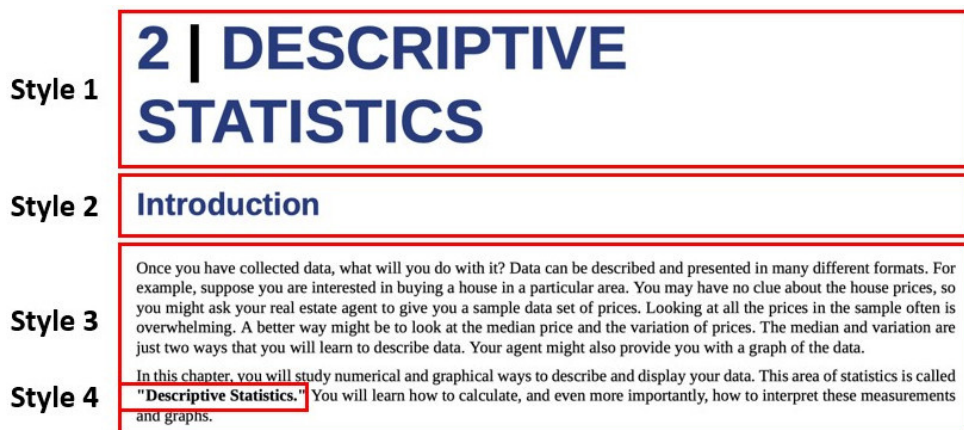 Style 1
2 | DESCRIPTIVE
STATISTICS
Style 2
Introduction
Style 3
Once you have collected data, what will you do with it? Data can be described and presented in many different formats. For
example, suppose you are interested in buying a house in a particular area. You may have no clue about the house prices, so
you might ask your real estate agent to give you a sample data set of prices. Looking at all the prices in the sample often is
overwhelming. A better way might be to look at the median price and the variation of prices. The median and variation are
just two ways that you will learn to describe data. Your agent might also provide you with a graph of the data.
Style 4
In this chapter, you will study numerical and graphical ways to describe and display your data. This area of statistics is called
"Descriptive Statistics." You will learn how to calculate, and even more importantly, how to interpret these measurements
and graphs.